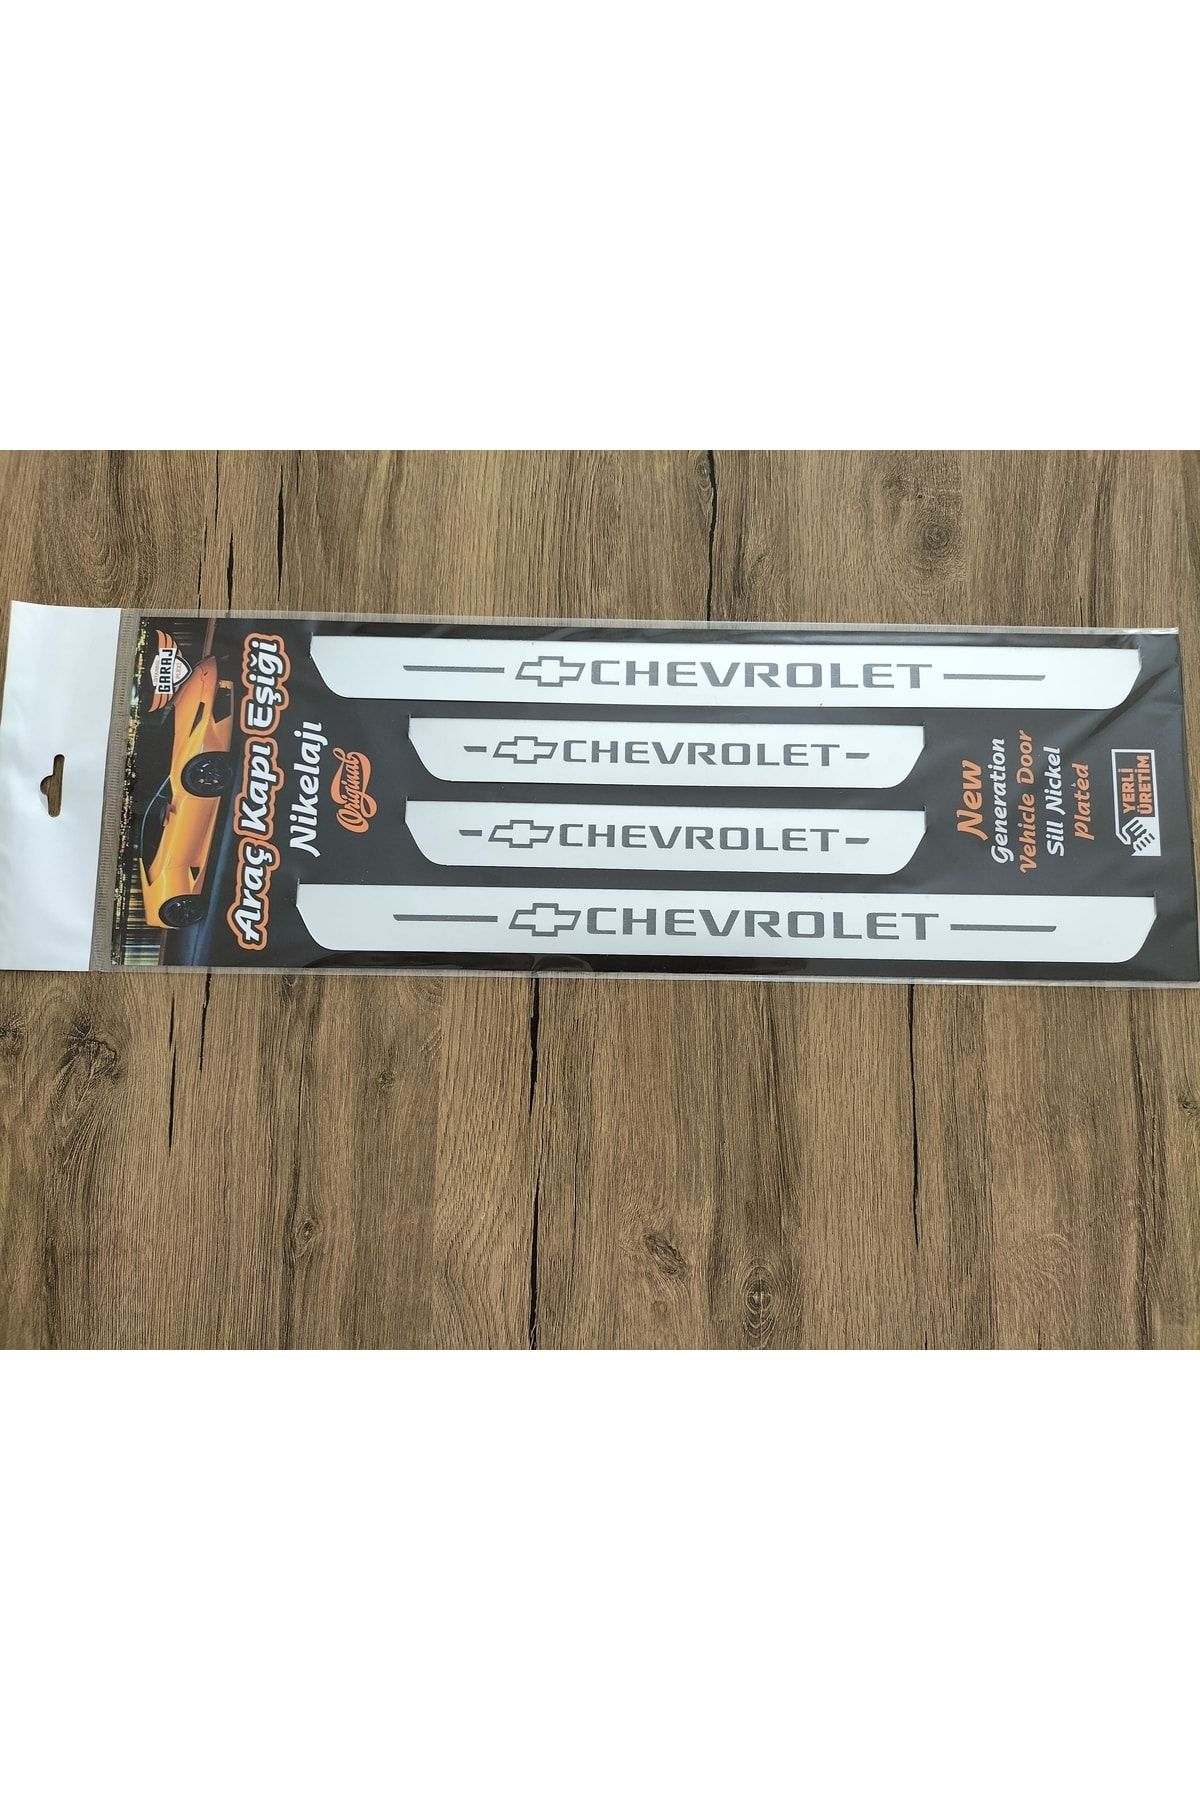 GARAJ
Araç Kapı Eşiği
Nikelajı
Original
CHEVROLET
CHEVROLET
CHEVROLET
CHEVROLET
New
Generation
Vehicle Door
Sill Nickel
Plated
YERLİ
ÜRETİM